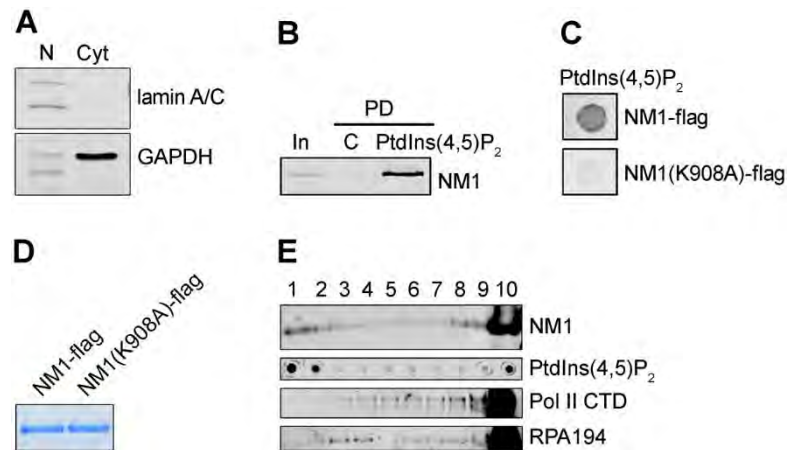 A
N Cyt
lamin A/C
GAPDH
B
PD
In C PtdIns(4,5)P2
NM1
C
PtdIns(4,5)P2
NM1-flag
NM1(K908A)-flag
D
NM1-flag
NM1(K908A)-flag
E
1 2 3 4 5 6 7 8 9 10
NM1
PtdIns(4,5)P2
Pol II CTD
RPA194